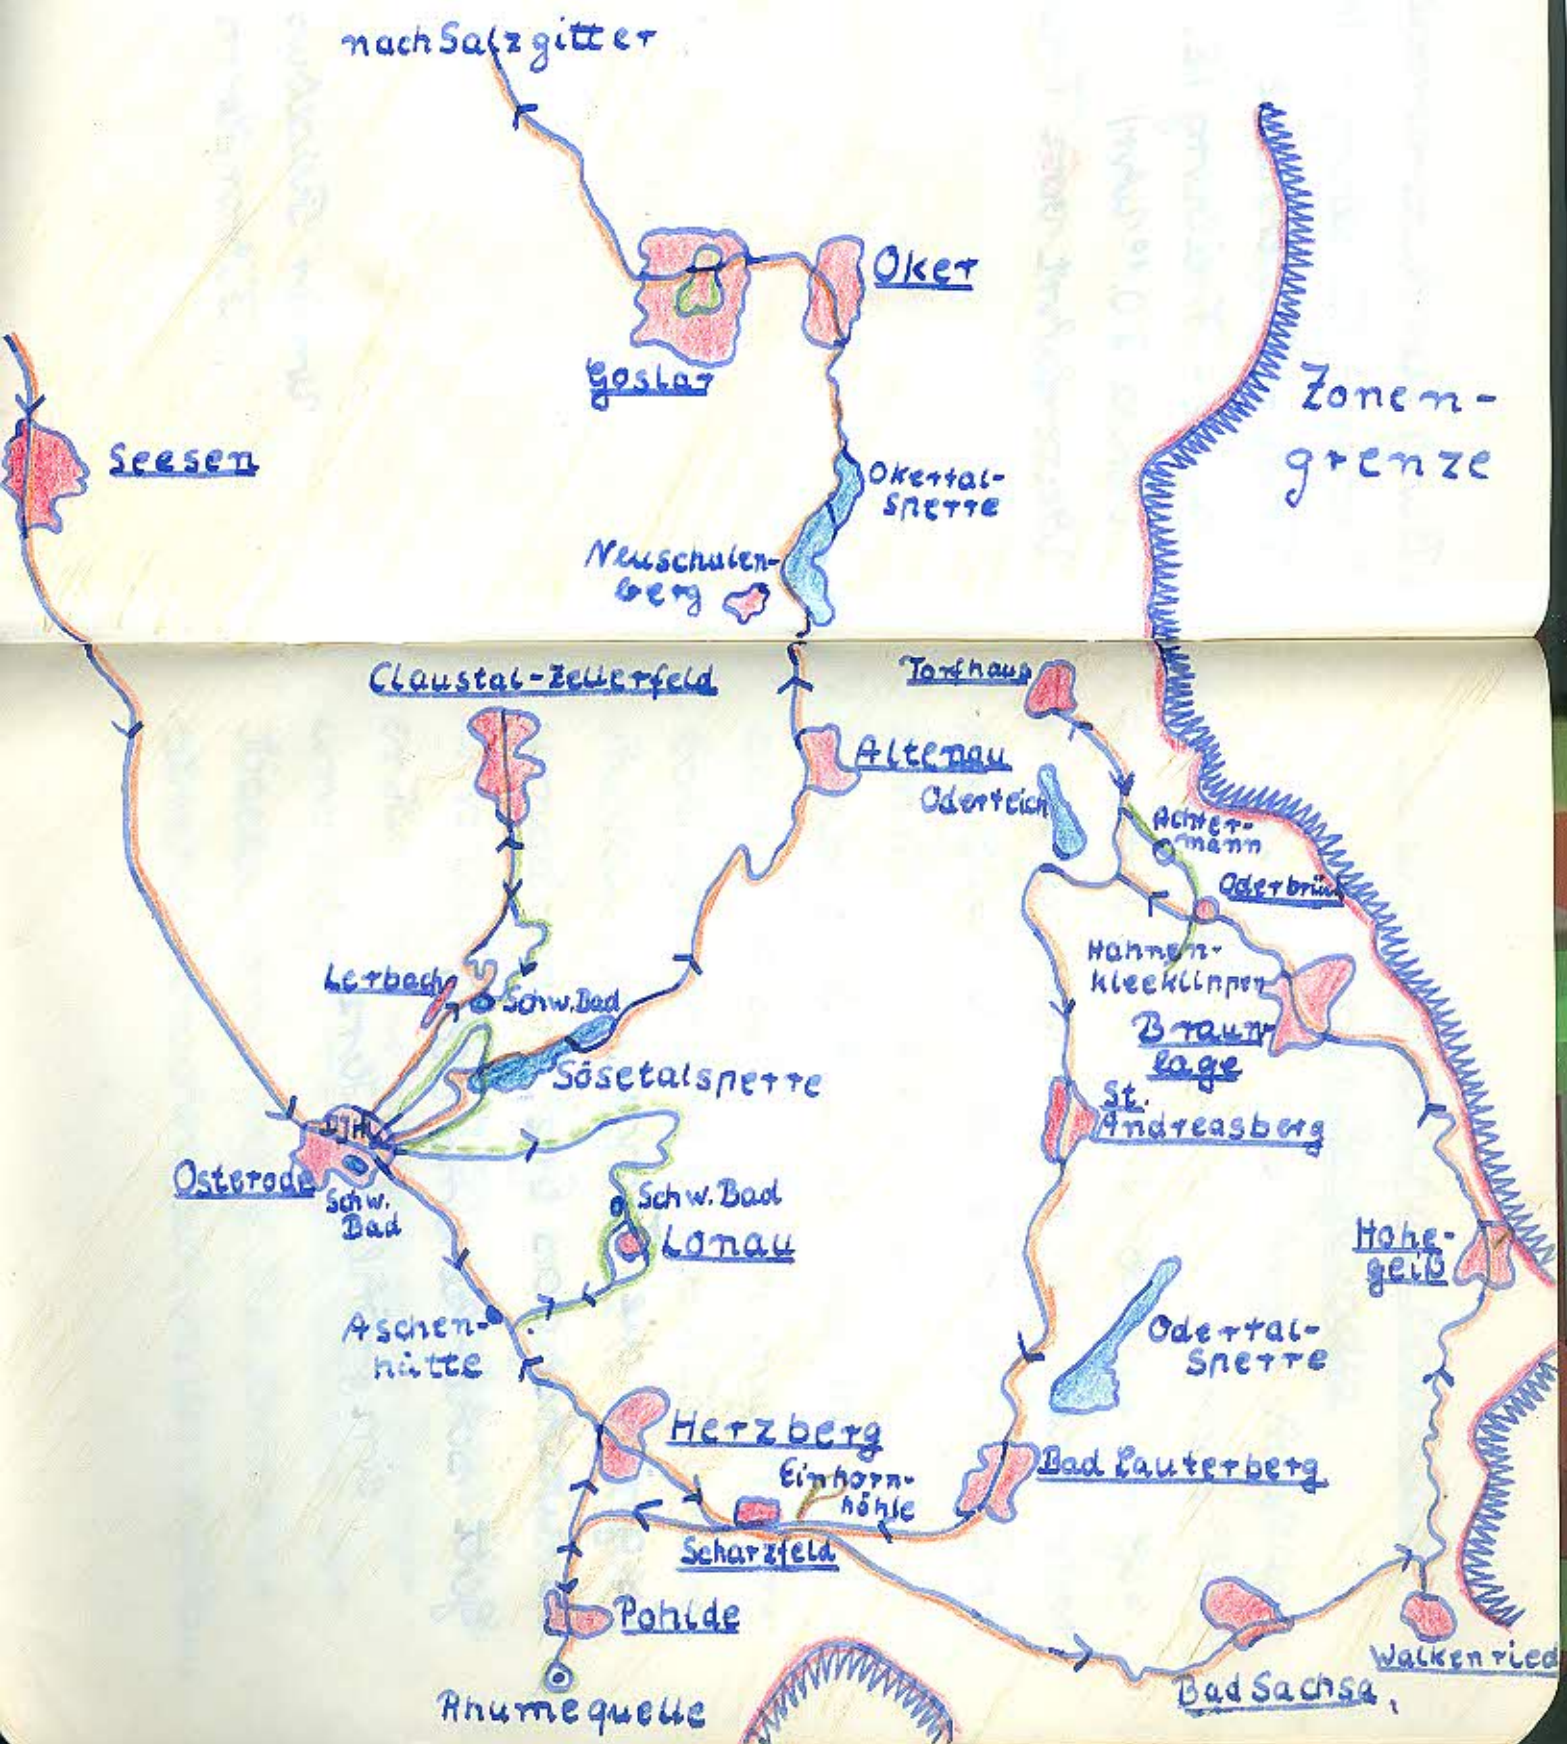 nach Salzgitter
Oker
Goslar
Zonen-
grenze
Seesen
Okertal-
sperre
Neuschulen-
berg
Claustal-Zellerfeld
Torfhaus
Altenau
Oderteich
Achter-
mann
Oderbrück
Hahnen-
kleeklippen
Lerbach
Schw. Bad
Braun-
lage
Sösetalsperre
St.
Andreasberg
DJH
Osterode
Schw.
Bad
Schw. Bad
Lonau
Hohe-
geiß
Aschen-
hütte
Odertal-
sperre
Herzberg
Einhorn-
höhle
Bad Lauterberg
Scharzfeld
Pöhlde
Walkenried
Bad Sachsa
Rhumequelle